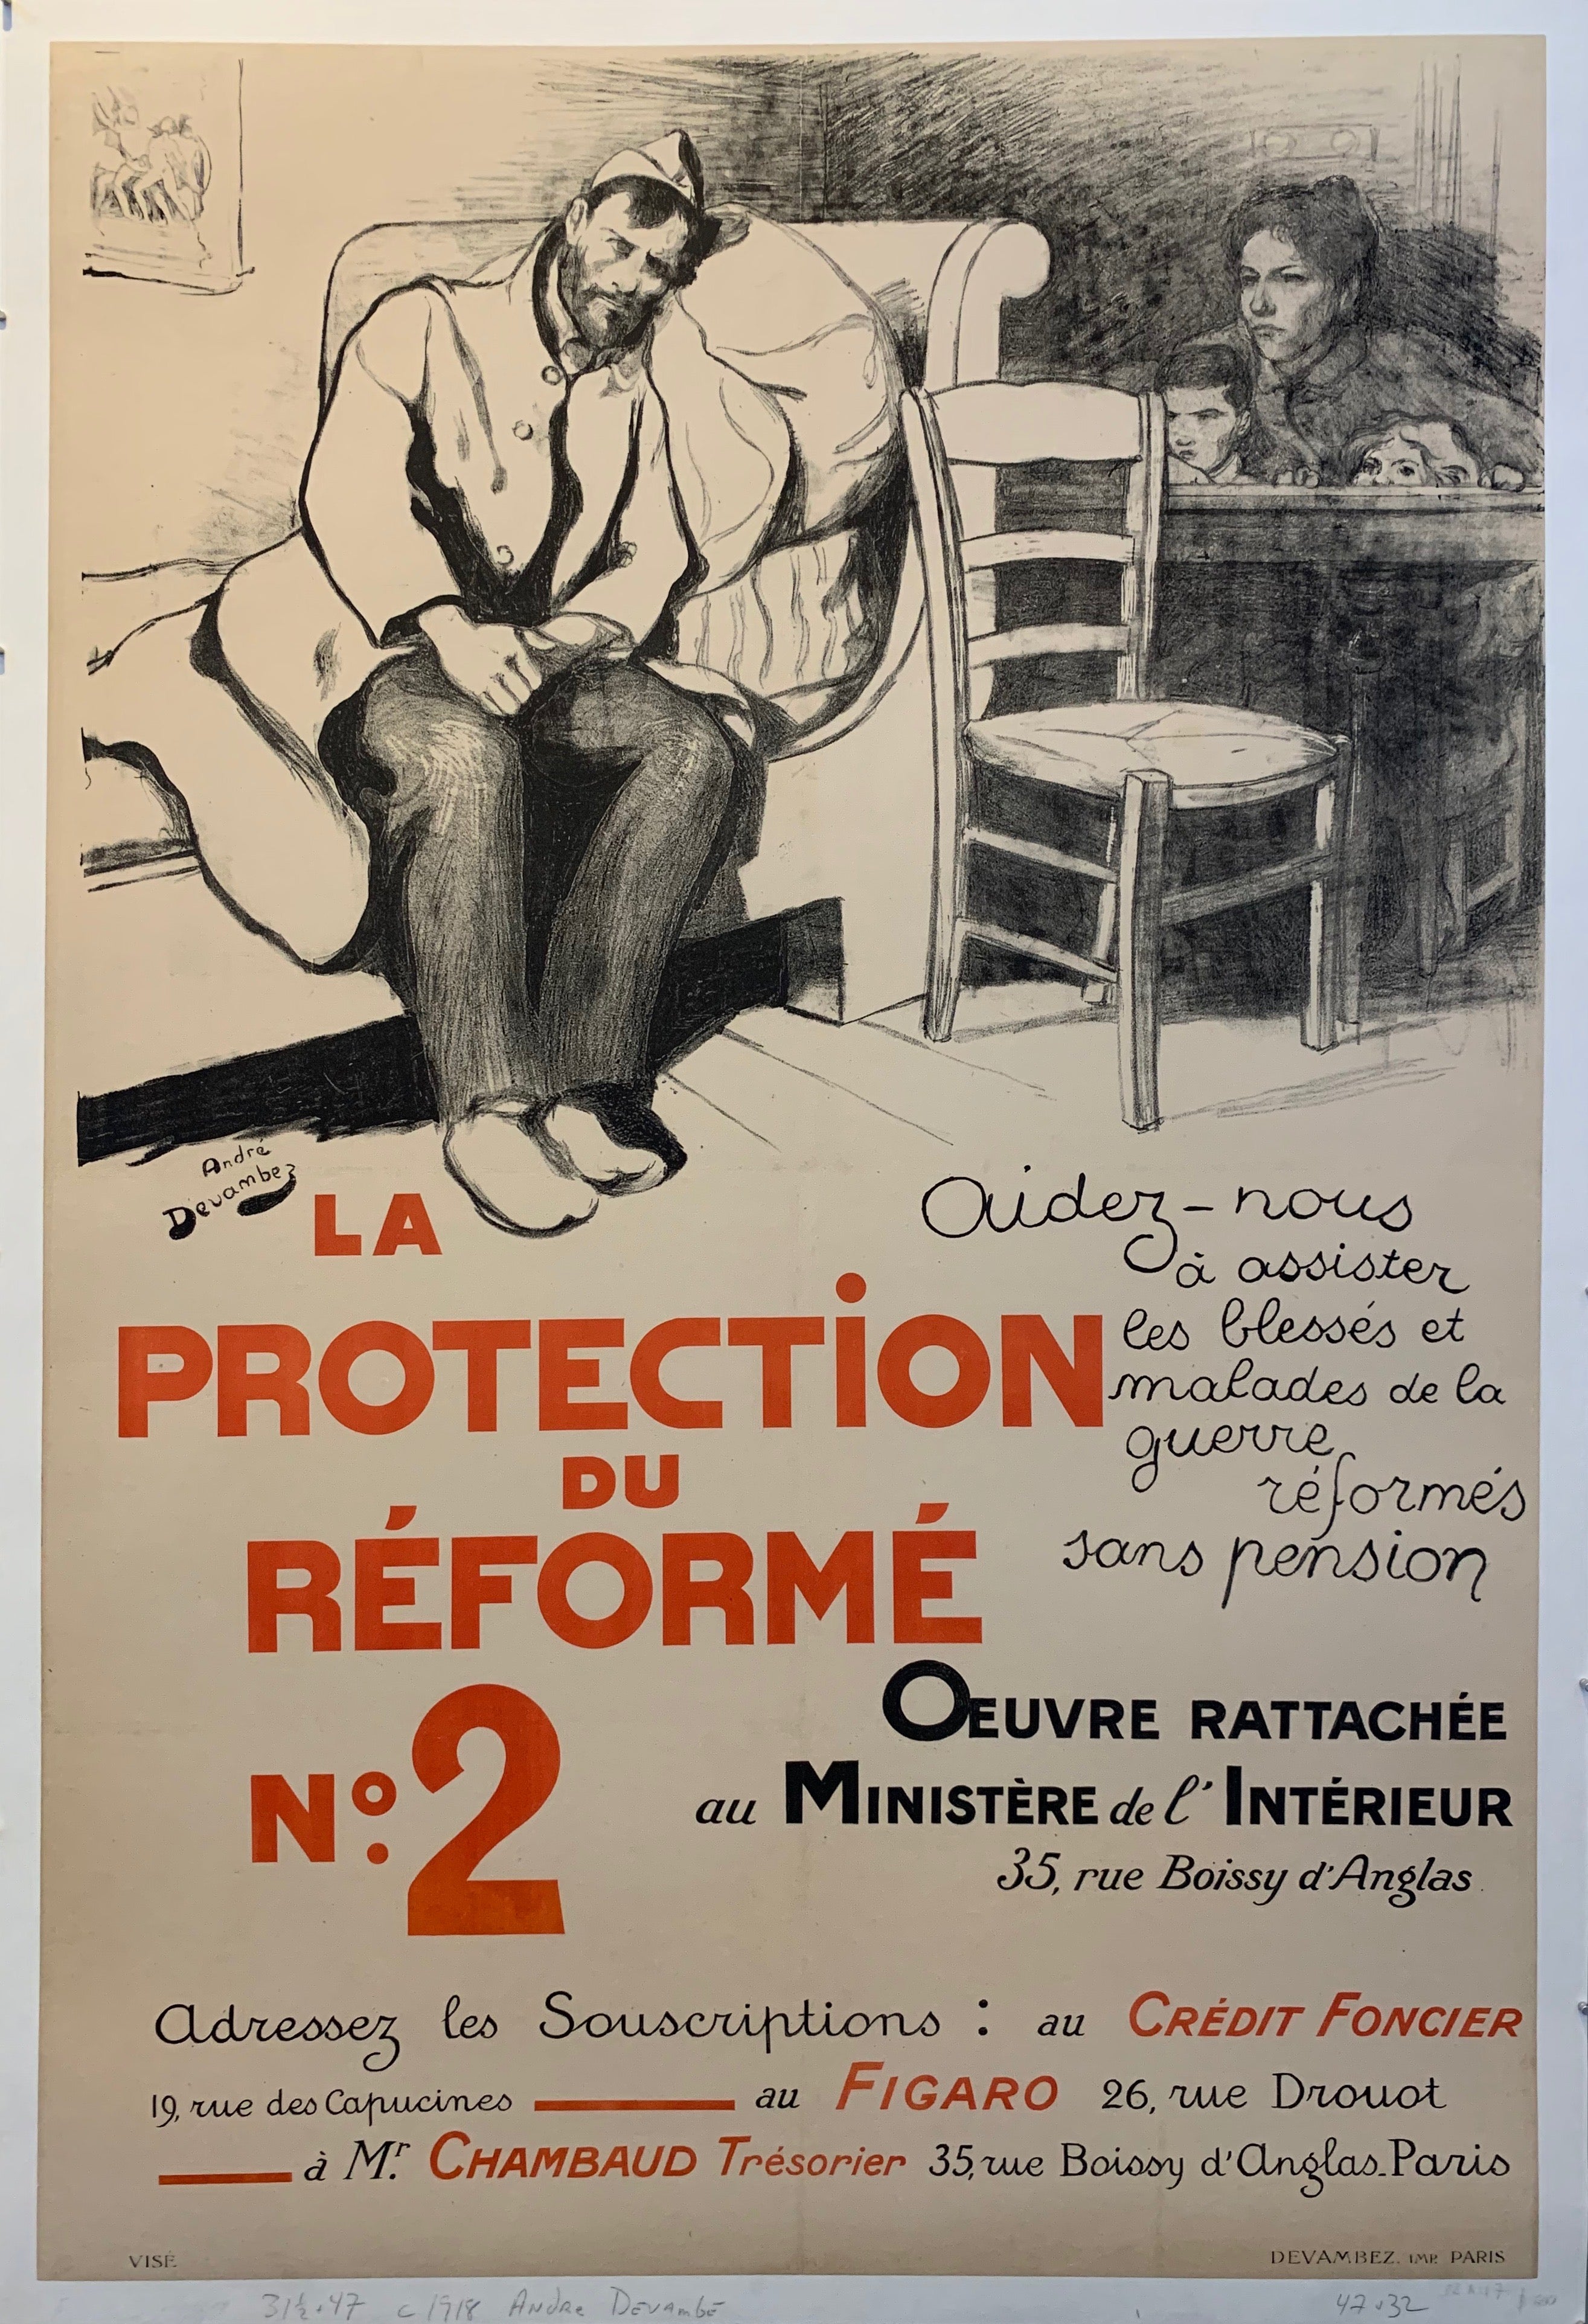 André
Devambez
LA
PROTECTION
DU
RÉFORMÉ
No. 2
Aidez-nous
à assister
les blessés et
malades de la
guerre
réformés
sans pension
OEUVRE RATTACHÉE
au MINISTÈRE de l'INTÉRIEUR
35, rue Boissy d'Anglas
Adressez les Souscriptions : au CRÉDIT FONCIER
19, rue des Capucines au FIGARO 26, rue Drouot
à Mr. CHAMBAUD Trésorier 35, rue Boissy d'Anglas_Paris
VISÉ
DEVAMBEZ. IMP. PARIS
31½ · 47 c 1918 Andre Devambé
47 · 32